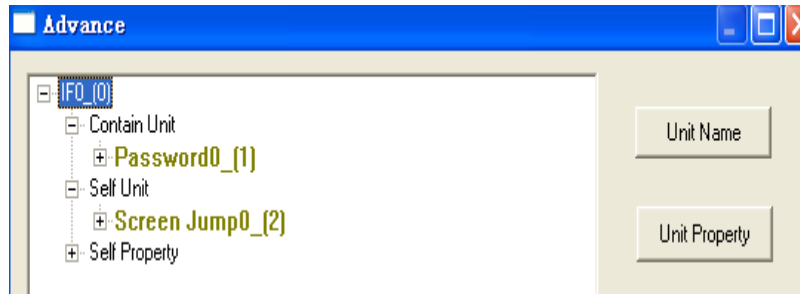 Advance
IF0_(0)
Contain Unit
Password0_(1)
Self Unit
Screen Jump0_(2)
Self Property
Unit Name
Unit Property